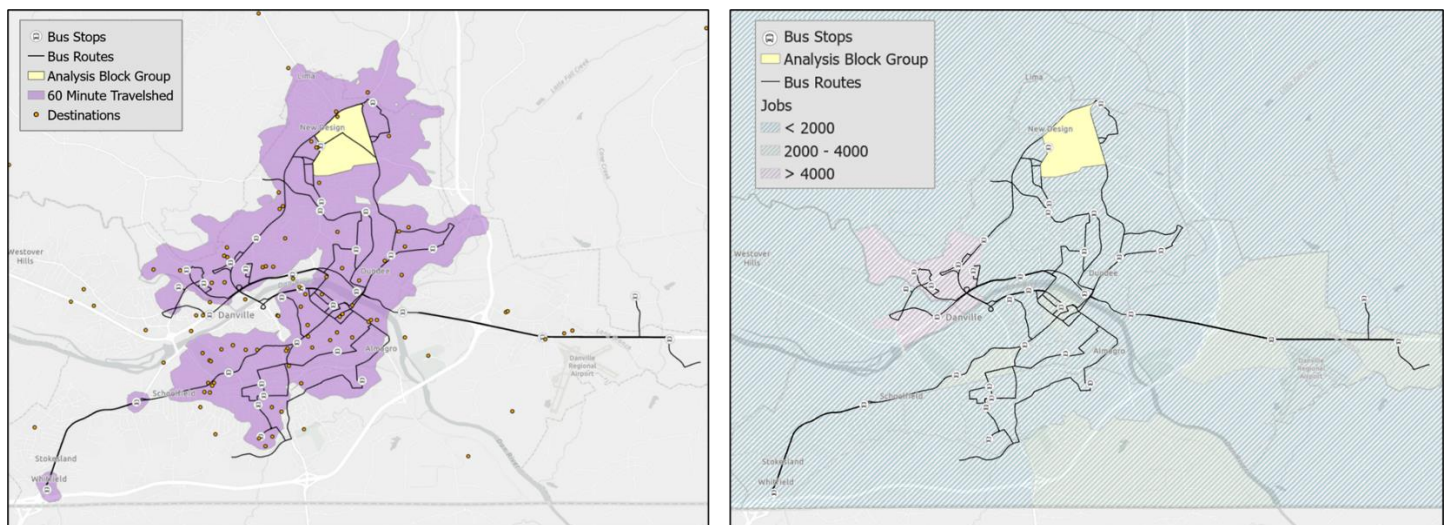 Bus Stops
Bus Routes
Analysis Block Group
60 Minute Travelshed
Destinations
Lima
New Design
Westover
Hills
Dundee
Danville
Almagro
Danville
Regional
Airport
Schoolfield
Stokesland
Whitfield
Bus Stops
Analysis Block Group
Bus Routes
Jobs
< 2000
2000 - 4000
> 4000
Lima
New Design
Westover
Hills
Dundee
Danville
Almagro
Danville
Regional
Airport
Schoolfield
Stokesland
Whitfield